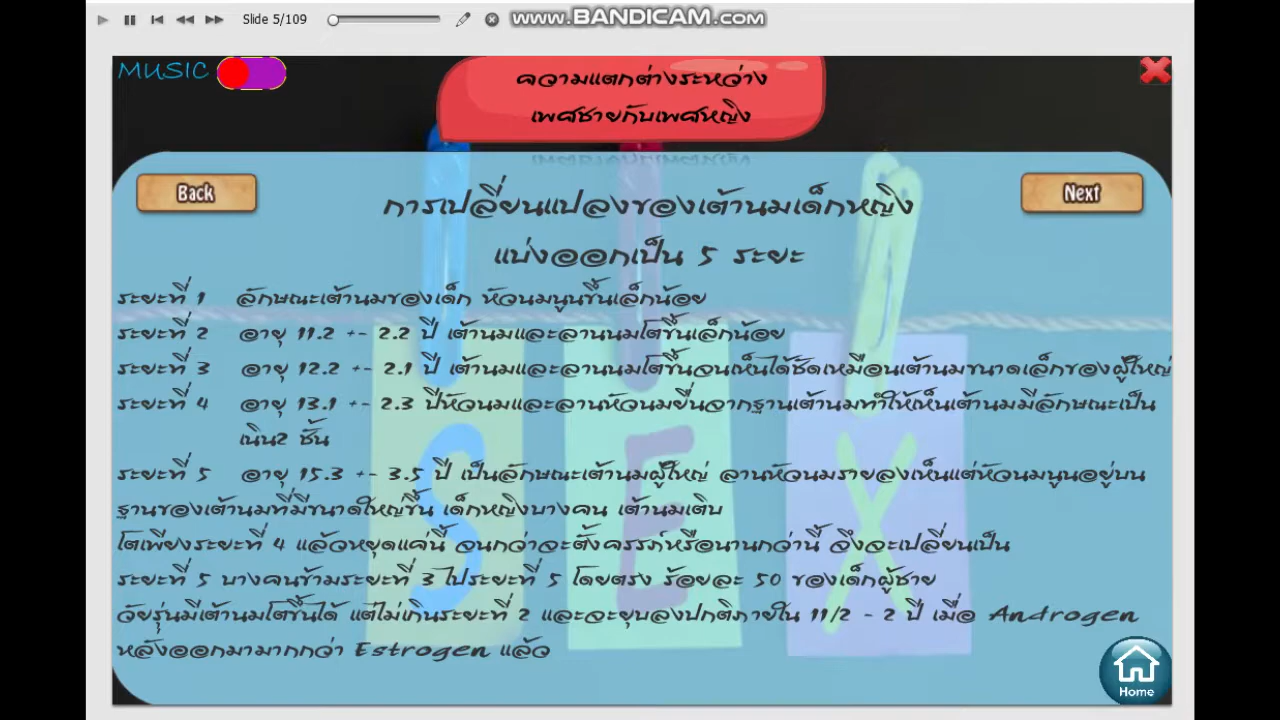 Slide 5/109
www.BANDICAM.com
MUSIC
ความแตกต่างระหว่าง
เพศชายกับเพศหญิง
Back
Next
การเปลี่ยนแปลงของเต้านมเด็กหญิง
แบ่งออกเป็น 5 ระยะ
ระยะที่ 1 ลักษณะเต้านมของเด็ก หัวนมนูนขึ้นเล็กน้อย
ระยะที่ 2 อายุ 11.2 +- 2.2 ปี เต้านมและลานนมโตขึ้นเล็กน้อย
ระยะที่ 3 อายุ 12.2 +- 2.1 ปี เต้านมและลานนมโตขึ้นจนเห็นได้ชัดเหมือนเต้านมขนาดเล็กของผู้ใหญ่
ระยะที่ 4 อายุ 13.1 +- 2.3 ปีหัวนมและลานหัวนมยื่นจากฐานเต้านมทำให้เห็นเต้านมมีลักษณะเป็น
เนิน2 ชั้น
ระยะที่ 5 อายุ 15.3 +- 3.5 ปี เป็นลักษณะเต้านมผู้ใหญ่ ลานหัวนมราบลงเห็นแต่หัวนมนูนอยู่บน
ฐานของเต้านมที่มีขนาดใหญ่ขึ้น เด็กหญิงบางคน เต้านมเติบ
โตเพียงระยะที่ 4 แล้วหยุดแค่นี้ จนกว่าจะตั้งครรภ์หรือนานกว่านี้ จึงจะเปลี่ยนเป็น
ระยะที่ 5 บางคนข้ามระยะที่ 3 ไประยะที่ 5 โดยตรง ร้อยละ 50 ของเด็กผู้ชาย
วัยรุ่นมีเต้านมโตขึ้นได้ แต่ไม่เกินระยะที่ 2 และจะยุบลงปกติภายใน 11/2 - 2 ปี เมื่อ Androgen
หลั่งออกมามากกว่า Estrogen แล้ว
S E X
Home